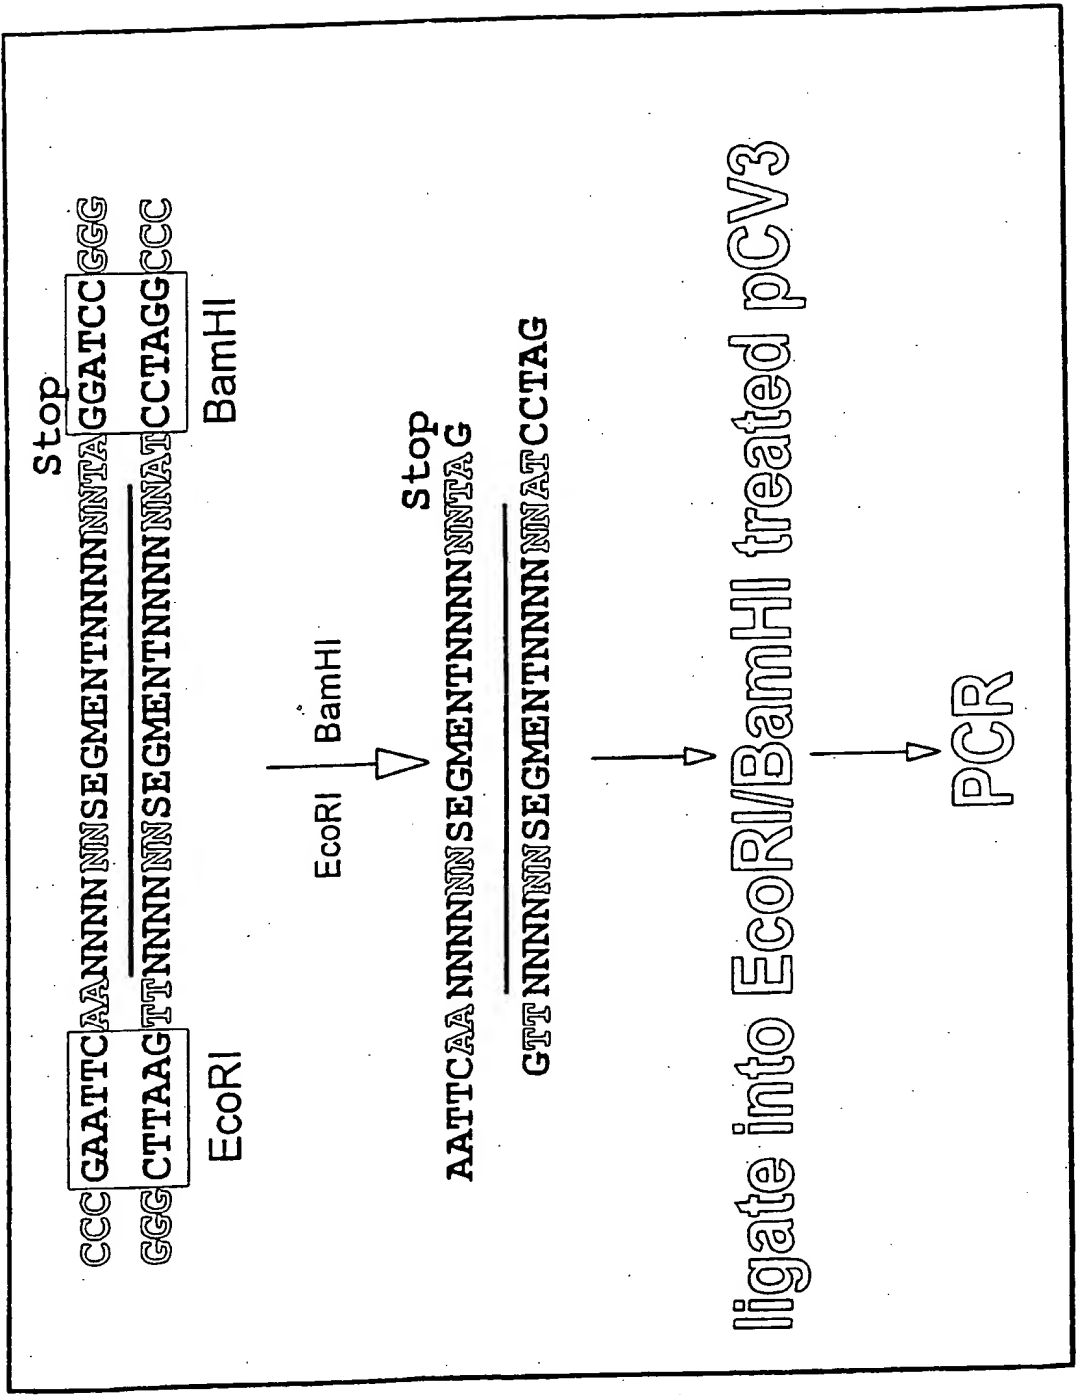 Stop
CCCGAATTCAANNNNNNSEGMENTNNNNNNTAGGATCCGGG
GGGCTTAAGTTNNNNNNSEGMENTNNNNNNATCCTAGGCCC
EcoRI BamHI
EcoRI BamHI
Stop
AATTCAANNNNNNSEGMENTNNNNNNTAG
GTTNNNNNNSEGMENTNNNNNNATCCTAG
ligate into EcoRI/BamHI treated pCV3
PCR